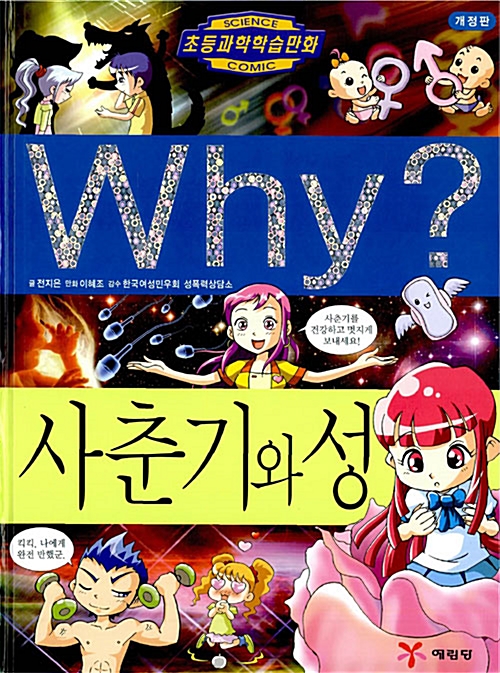 SCIENCE
초등과학학습만화
COMIC
개정판
Why?
글 전지은 만화 이혜조 감수 한국여성민우회 성폭력상담소
사춘기를
건강하고 멋지게
보내세요!
사춘기와 성
킥킥, 나에게
완전 반했군.
예림당